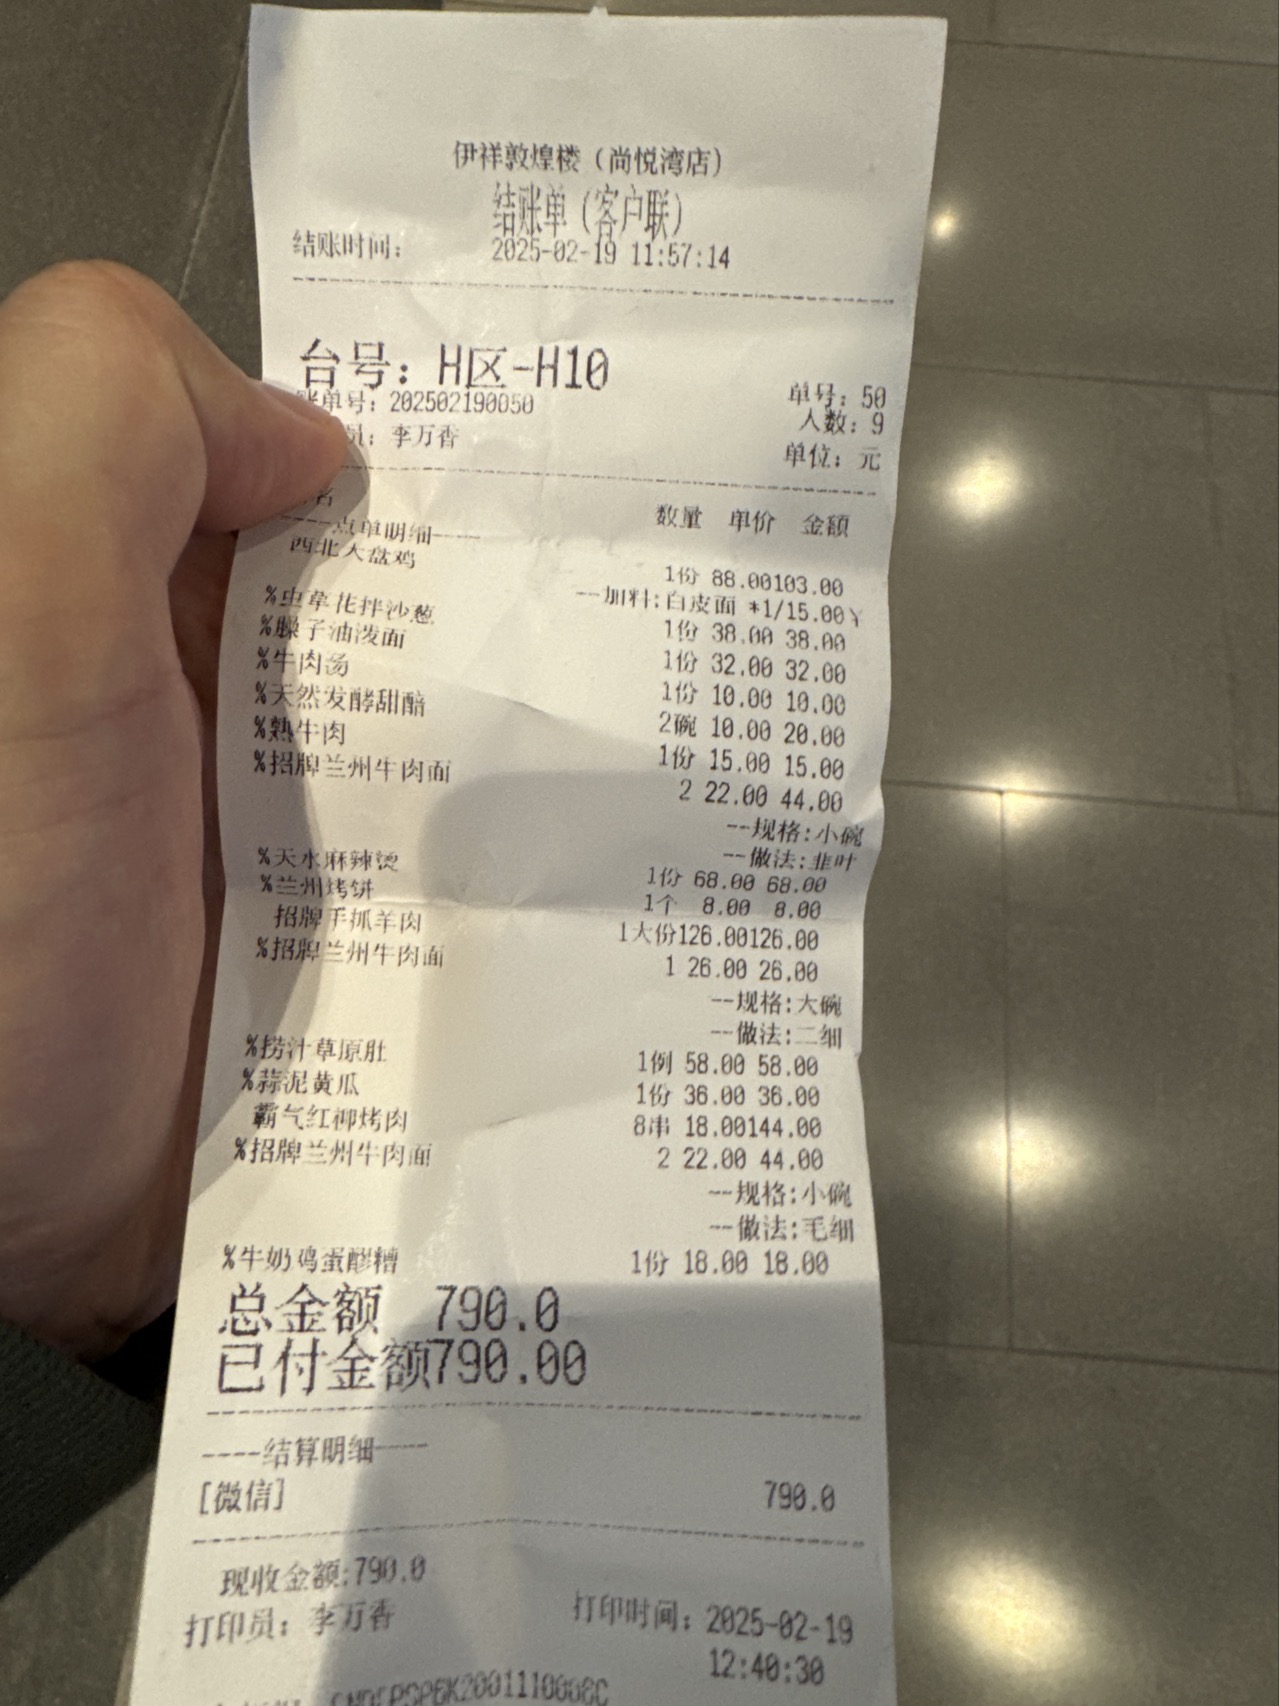 伊祥敦煌楼（尚悦湾店）
结账单（客户联）
结账时间： 2025-02-19 11:57:14
台号：H区-H10
账单号：202502190050 单号：50
员：李万香 人数：9
单位：元
名 数量 单价 金额
----点单明细----
西北大盘鸡 1份 88.00103.00
--加料:白皮面 *1/15.00¥
%虫草花拌沙葱 1份 38.00 38.00
%臊子油泼面 1份 32.00 32.00
%牛肉汤 1份 10.00 10.00
%天然发酵甜醅 2碗 10.00 20.00
%熟牛肉 1份 15.00 15.00
%招牌兰州牛肉面 2 22.00 44.00
--规格:小碗
--做法:韭叶
%天水麻辣烫 1份 68.00 68.00
%兰州烤饼 1个 8.00 8.00
招牌手抓羊肉 1大份126.00126.00
%招牌兰州牛肉面 1 26.00 26.00
--规格:大碗
--做法:二细
%捞汁草原肚 1例 58.00 58.00
%蒜泥黄瓜 1份 36.00 36.00
霸气红柳烤肉 8串 18.00144.00
%招牌兰州牛肉面 2 22.00 44.00
--规格:小碗
--做法:毛细
%牛奶鸡蛋醪糟 1份 18.00 18.00
总金额 790.0
已付金额790.00
----结算明细----
[微信] 790.0
现收金额:790.0
打印员：李万香 打印时间：2025-02-19
12:40:30